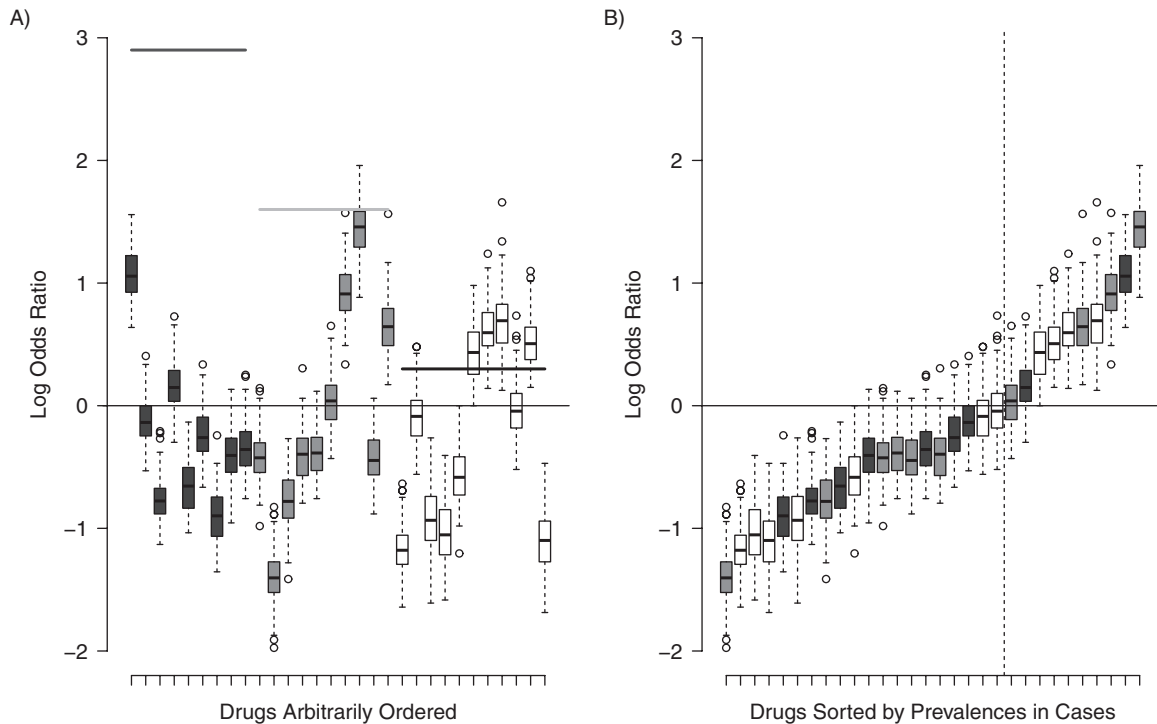 A)
3
2
1
0
−1
−2
Log Odds Ratio
Drugs Arbitrarily Ordered
B)
3
2
1
0
−1
−2
Log Odds Ratio
Drugs Sorted by Prevalences in Cases